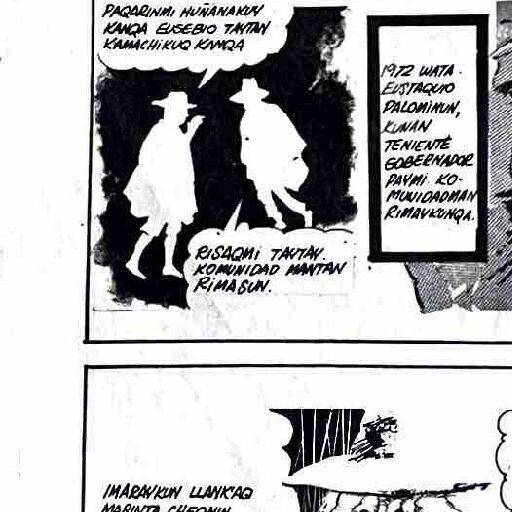 PAQARINMI HUÑANAKUY
KANQA EUSEBIO TAYTAN
KAMACHIKUQ KANQA
RISAQMI TAYTAY.
KOMUNIDAD MANTAN
RIMASUN.
1972 WATA.
EUSTAQUIO
PALOMINUN,
KUNAN
TENIENTE
GOBERNADOR
PAYMI KO-
MUNIDADMAN
RIMAYKUNQA.
IMARAYKUN LLANK'AQ